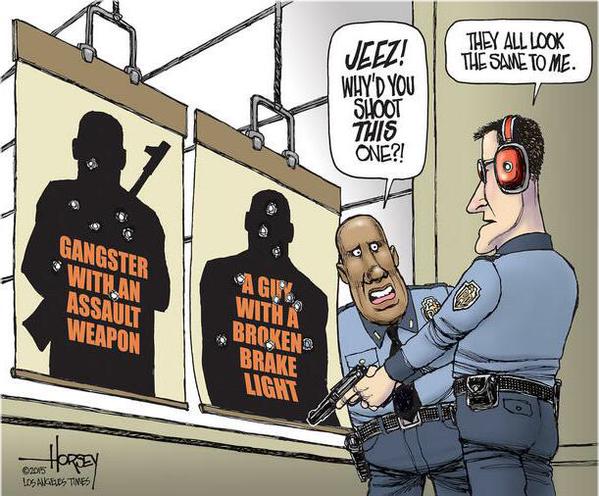 JEEZ!
WHY'D YOU
SHOOT
THIS
ONE?!
THEY ALL LOOK
THE SAME TO ME.
GANGSTER
WITH AN
ASSAULT
WEAPON
A GUY
WITH A
BROKEN
BRAKE
LIGHT
HORSEY
©2015
LOS ANGELES TIMES